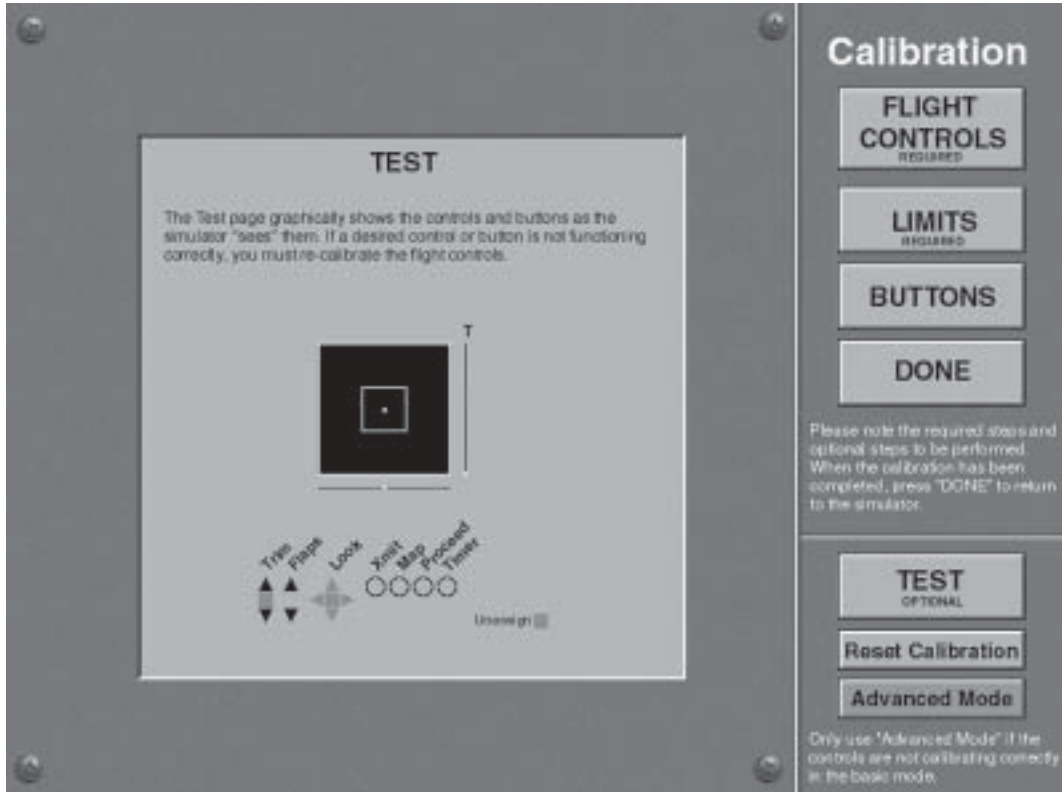 TEST
The Test page graphically shows the controls and buttons as the
simulator "sees" them. If a desired control or button is not functioning
correctly, you must re-calibrate the flight controls.
T
Trim
Flaps
Look
Xmit
Map
Proceed
Timer
Unassign
Calibration
FLIGHT
CONTROLS
REQUIRED
LIMITS
REQUIRED
BUTTONS
DONE
Please note the required steps and
optional steps to be performed.
When the calibration has been
completed, press "DONE" to return
to the simulator.
TEST
OPTIONAL
Reset Calibration
Advanced Mode
Only use "Advanced Mode" if the
controls are not calibrating correctly
in the basic mode.